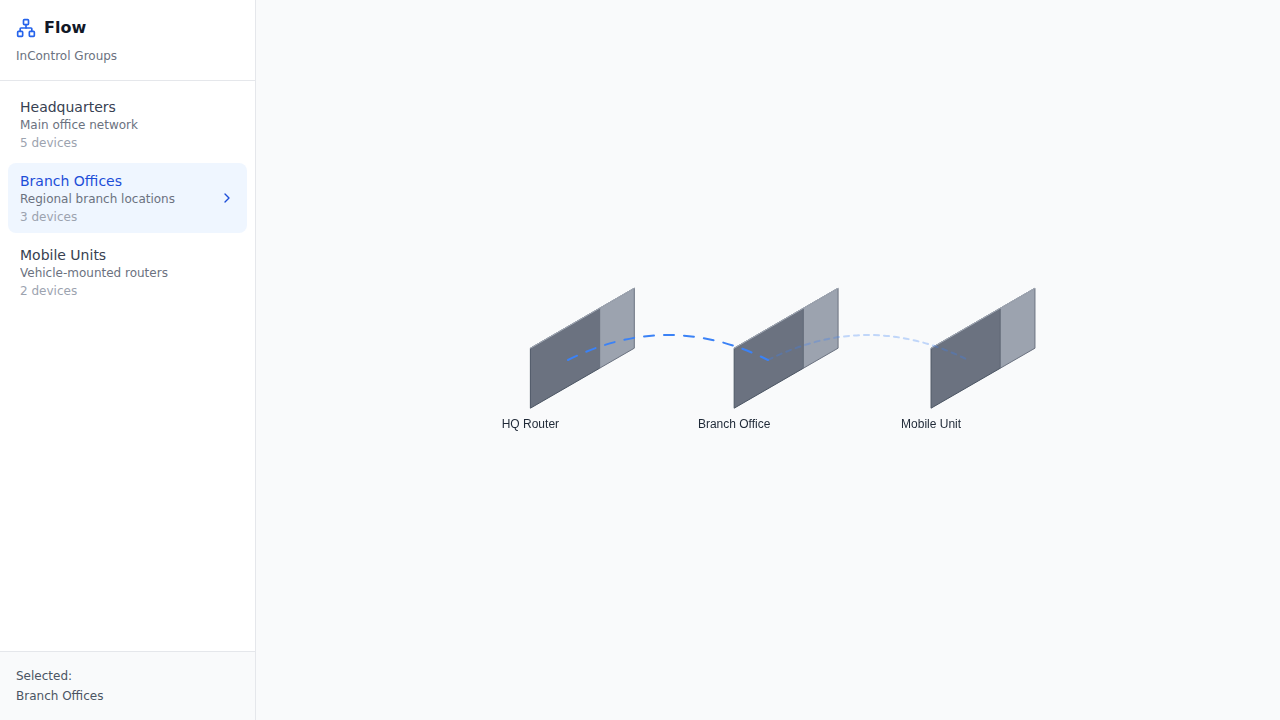 Flow
InControl Groups
Headquarters
Main office network
5 devices
Branch Offices
Regional branch locations
3 devices
Mobile Units
Vehicle-mounted routers
2 devices
HQ Router
Branch Office
Mobile Unit
Selected:
Branch Offices